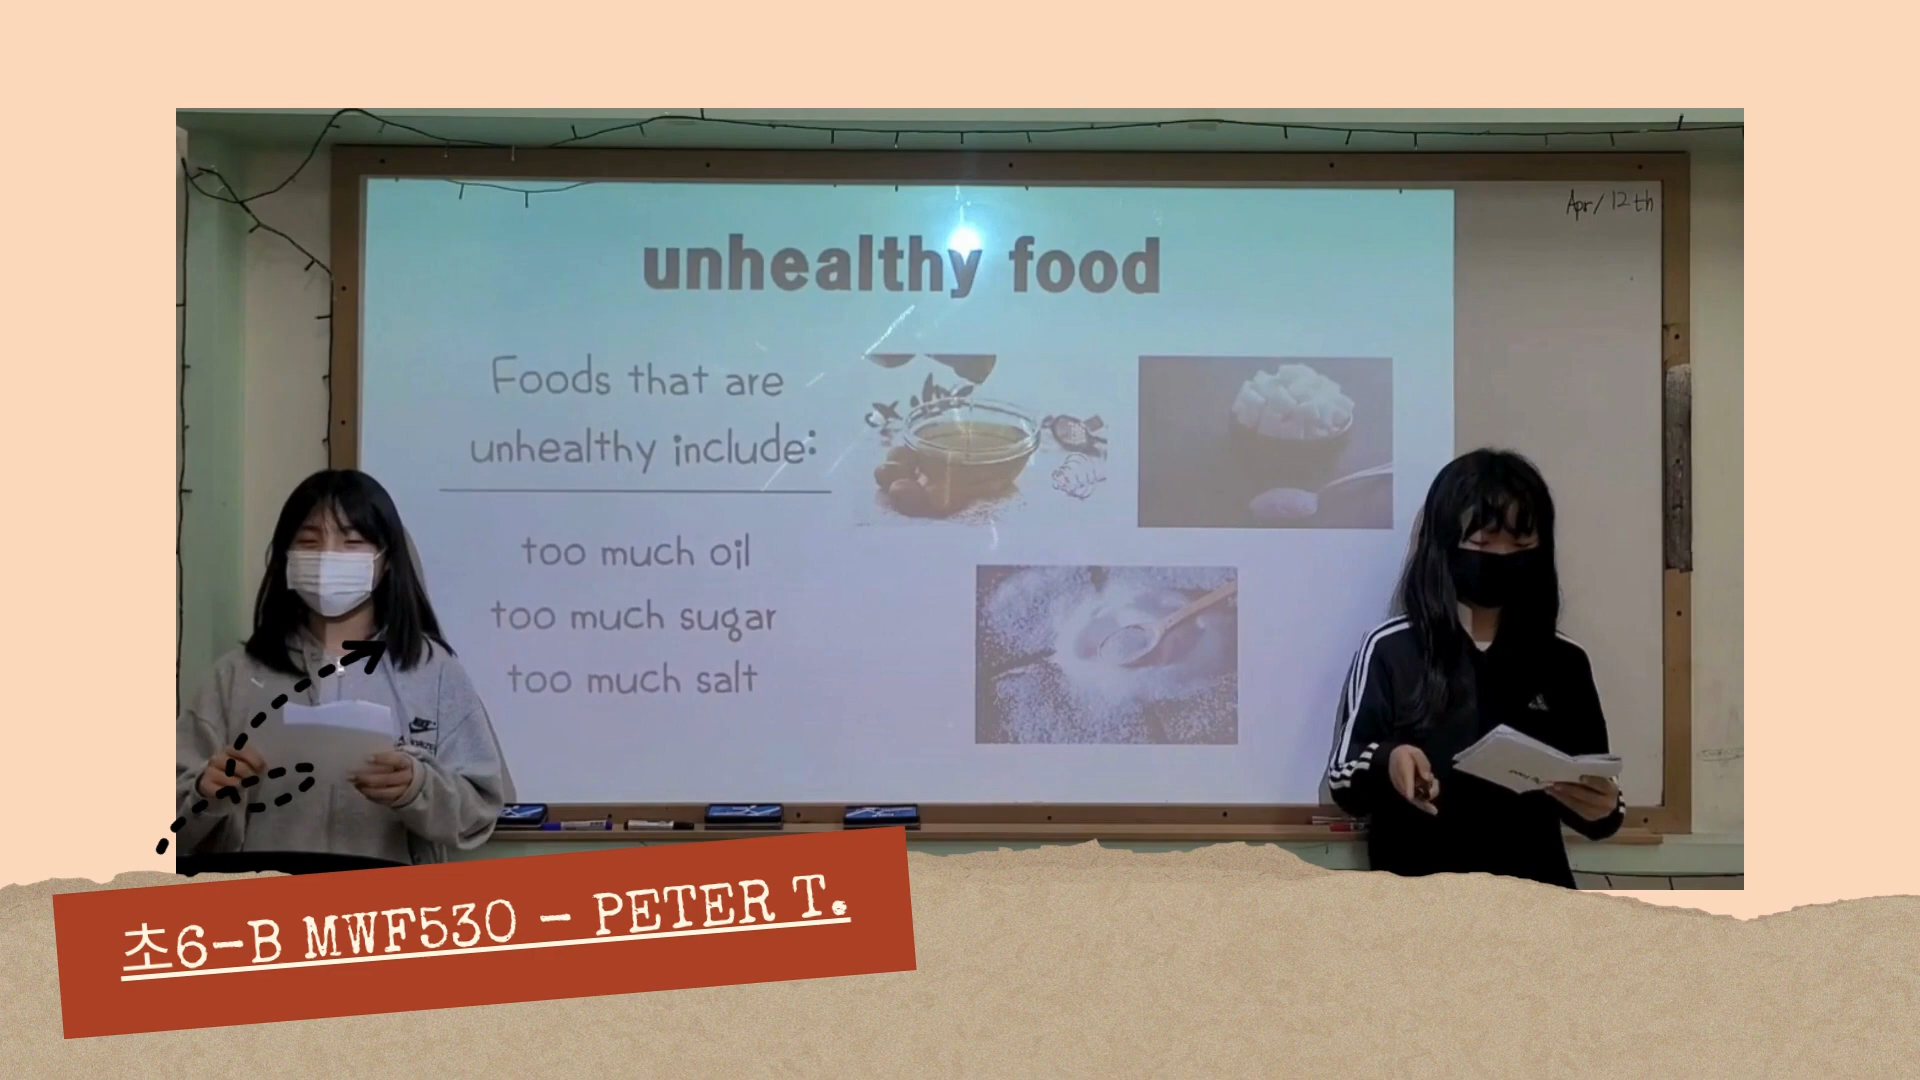 Apr/12th
unhealthy food
Foods that are
unhealthy include:
too much oil
too much sugar
too much salt
NIKE
초6-B MWF530 - PETER T.